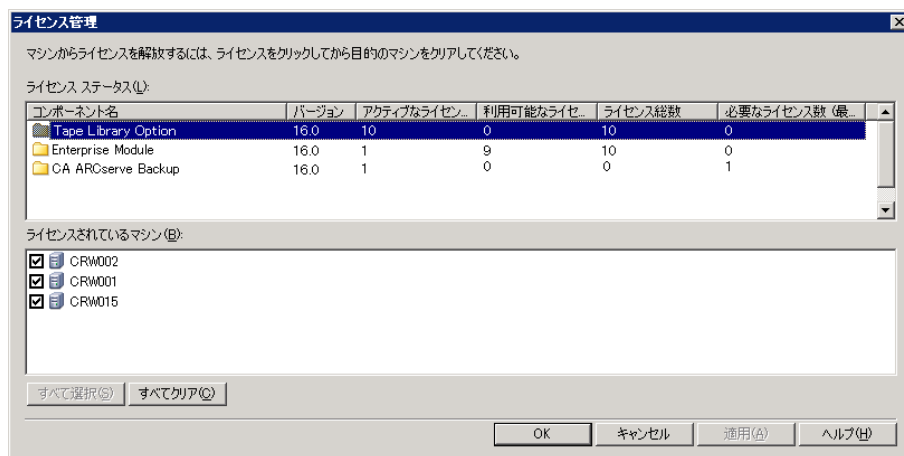 ライセンス管理
マシンからライセンスを解放するには、ライセンスをクリックしてから目的のマシンをクリアしてください。
ライセンス ステータス(L):
コンポーネント名 バージョン アクティブなライセン... 利用可能なライセ... ライセンス総数 必要なライセンス数 (最...
Tape Library Option 16.0 10 0 10 0
Enterprise Module 16.0 1 9 10 0
CA ARCserve Backup 16.0 1 0 0 1
ライセンスされているマシン(B):
CRW002
CRW001
CRW015
すべて選択(S) すべてクリア(C)
OK キャンセル 適用(A) ヘルプ(H)